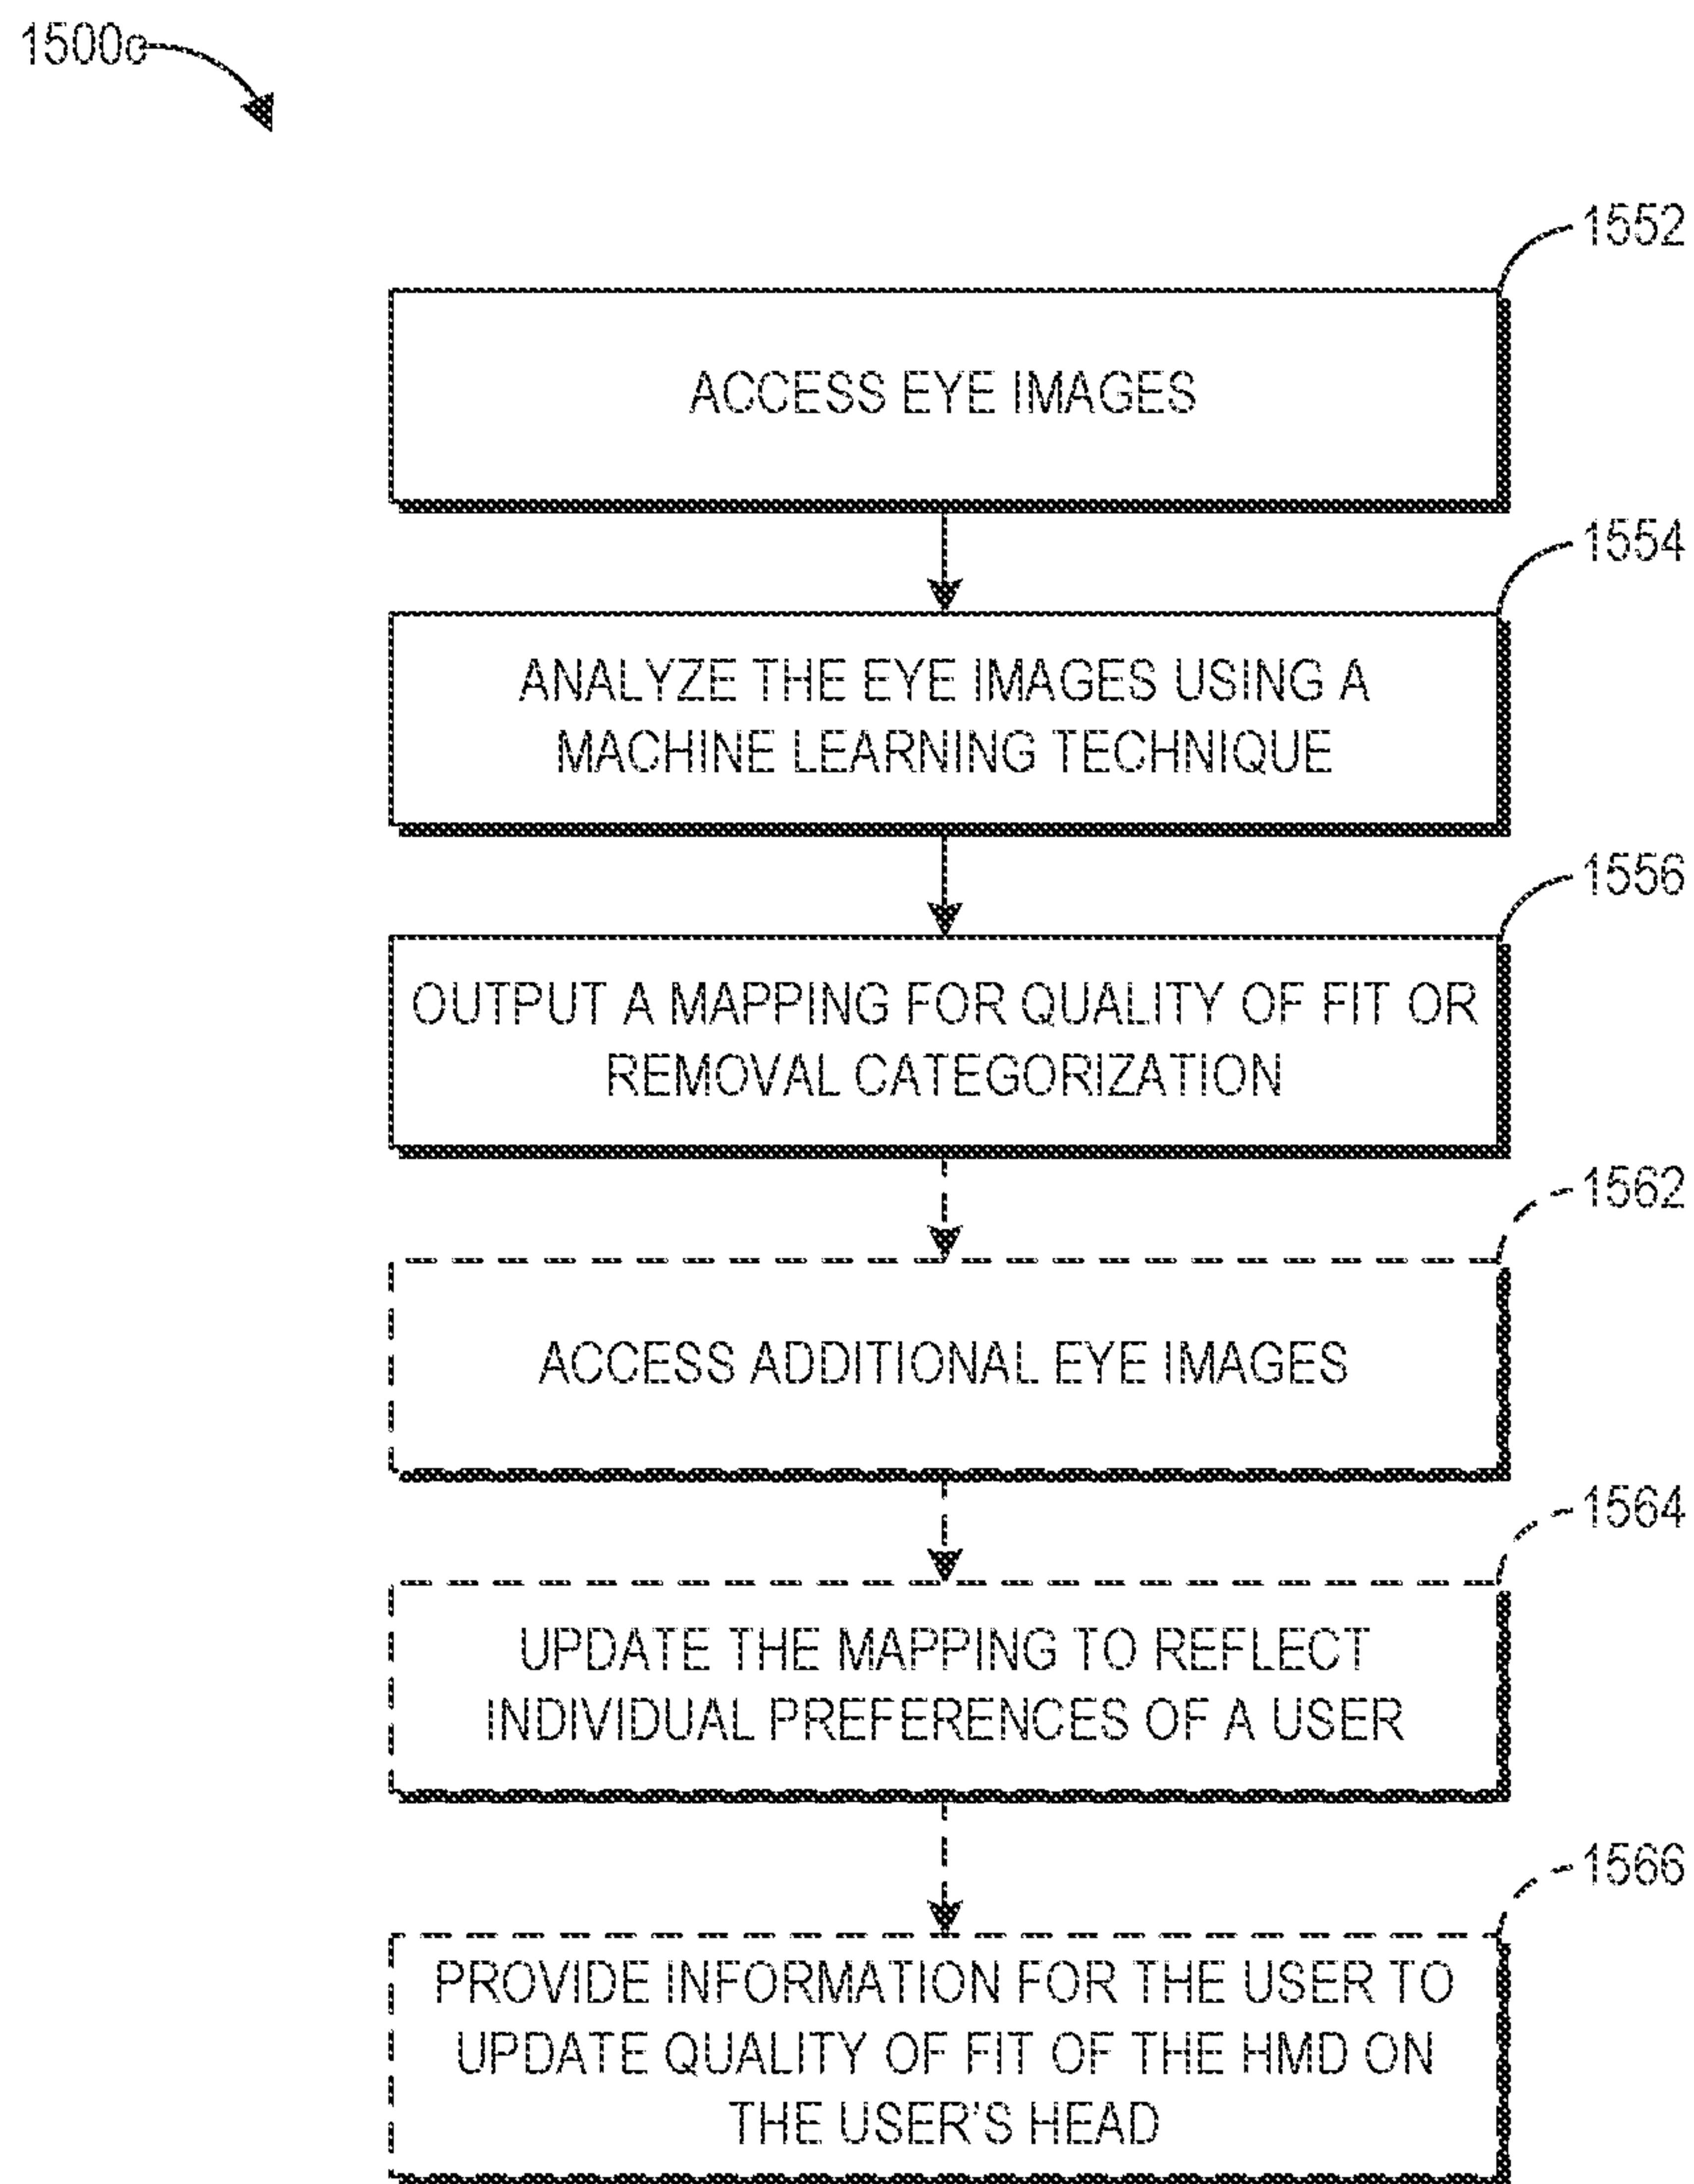 1500c
1552
ACCESS EYE IMAGES
1554
ANALYZE THE EYE IMAGES USING A
MACHINE LEARNING TECHNIQUE
1556
OUTPUT A MAPPING FOR QUALITY OF FIT OR
REMOVAL CATEGORIZATION
1562
ACCESS ADDITIONAL EYE IMAGES
1564
UPDATE THE MAPPING TO REFLECT
INDIVIDUAL PREFERENCES OF A USER
1566
PROVIDE INFORMATION FOR THE USER TO
UPDATE QUALITY OF FIT OF THE HMD ON
THE USER'S HEAD